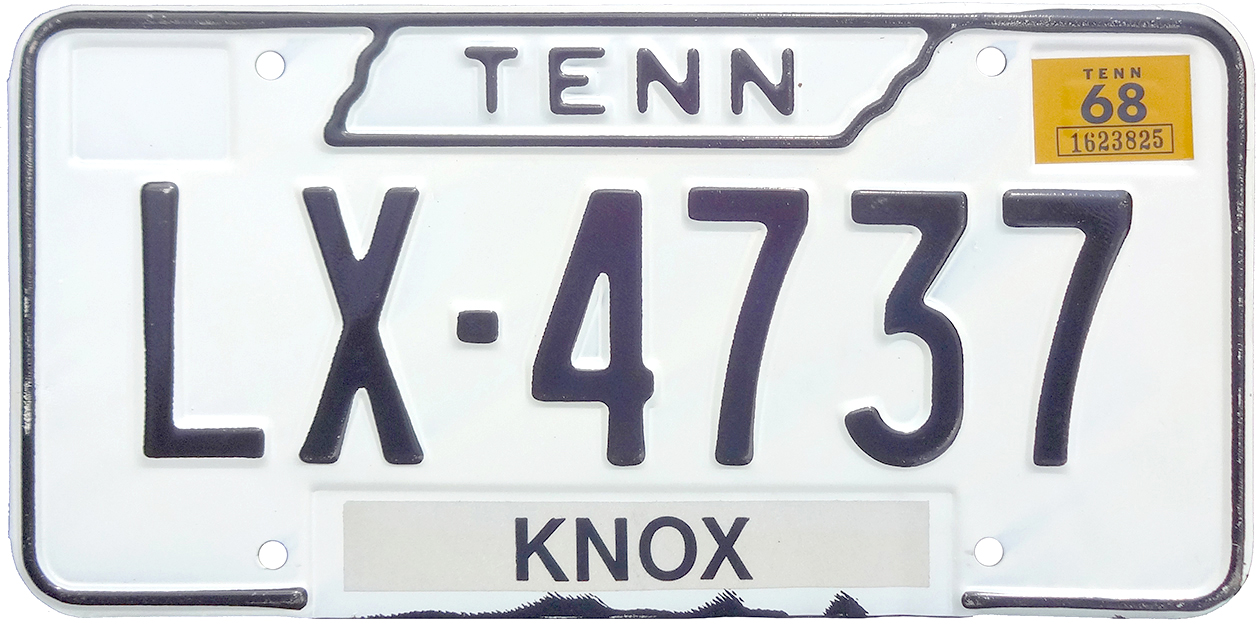 TENN
TENN
68
1623825
LX-4737
KNOX